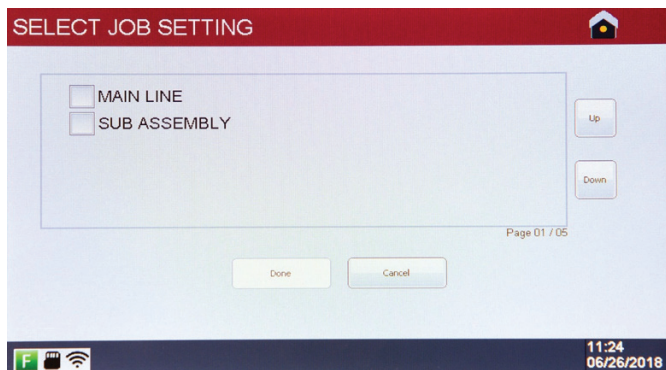 SELECT JOB SETTING
MAIN LINE
SUB ASSEMBLY
Up
Down
Page 01 / 05
Done
Cancel
F
11:24
06/26/2018